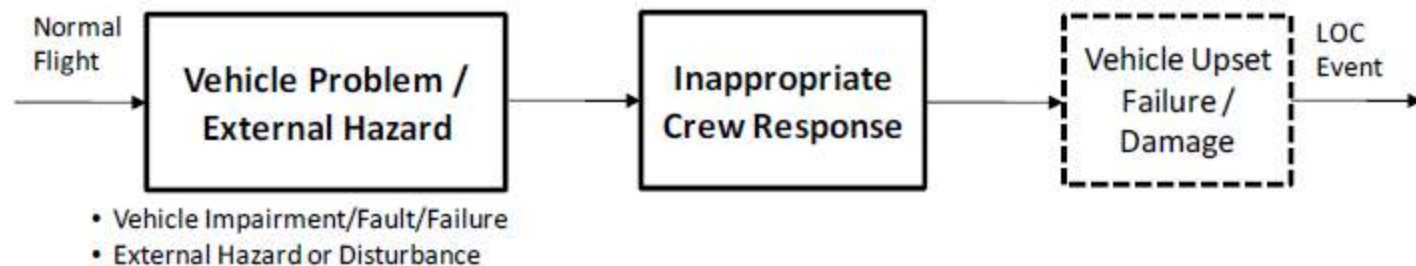 Normal
Flight
Vehicle Problem /
External Hazard
• Vehicle Impairment/Fault/Failure
• External Hazard or Disturbance
Inappropriate
Crew Response
Vehicle Upset
Failure /
Damage
LOC
Event